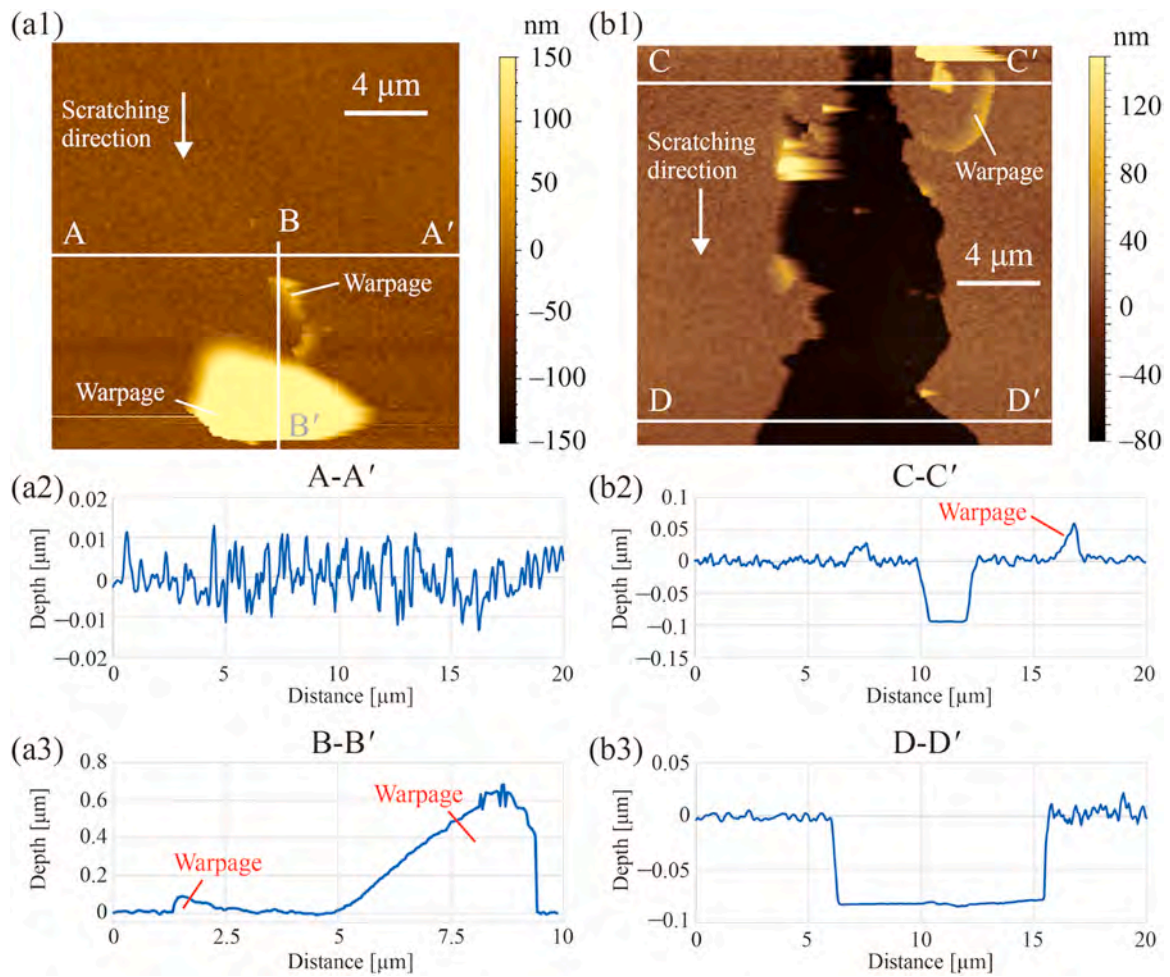 (a1)
nm
150
100
50
0
−50
−100
−150
4 µm
Scratching
direction
A
B
A′
Warpage
Warpage
B′
(b1)
nm
120
80
40
0
−40
−80
C
C′
Scratching
direction
Warpage
4 µm
D
D′
(a2)
A-A′
0.02
0.01
0
−0.01
−0.02
Depth [µm]
0
5
10
15
20
Distance [µm]
(b2)
C-C′
0.1
0.05
0
−0.05
−0.1
−0.15
Depth [µm]
Warpage
0
5
10
15
20
Distance [µm]
(a3)
B-B′
0.8
0.6
0.4
0.2
0
Depth [µm]
Warpage
Warpage
0
2.5
5
7.5
10
Distance [µm]
(b3)
D-D′
0.05
0
−0.05
−0.1
Depth [µm]
0
5
10
15
20
Distance [µm]